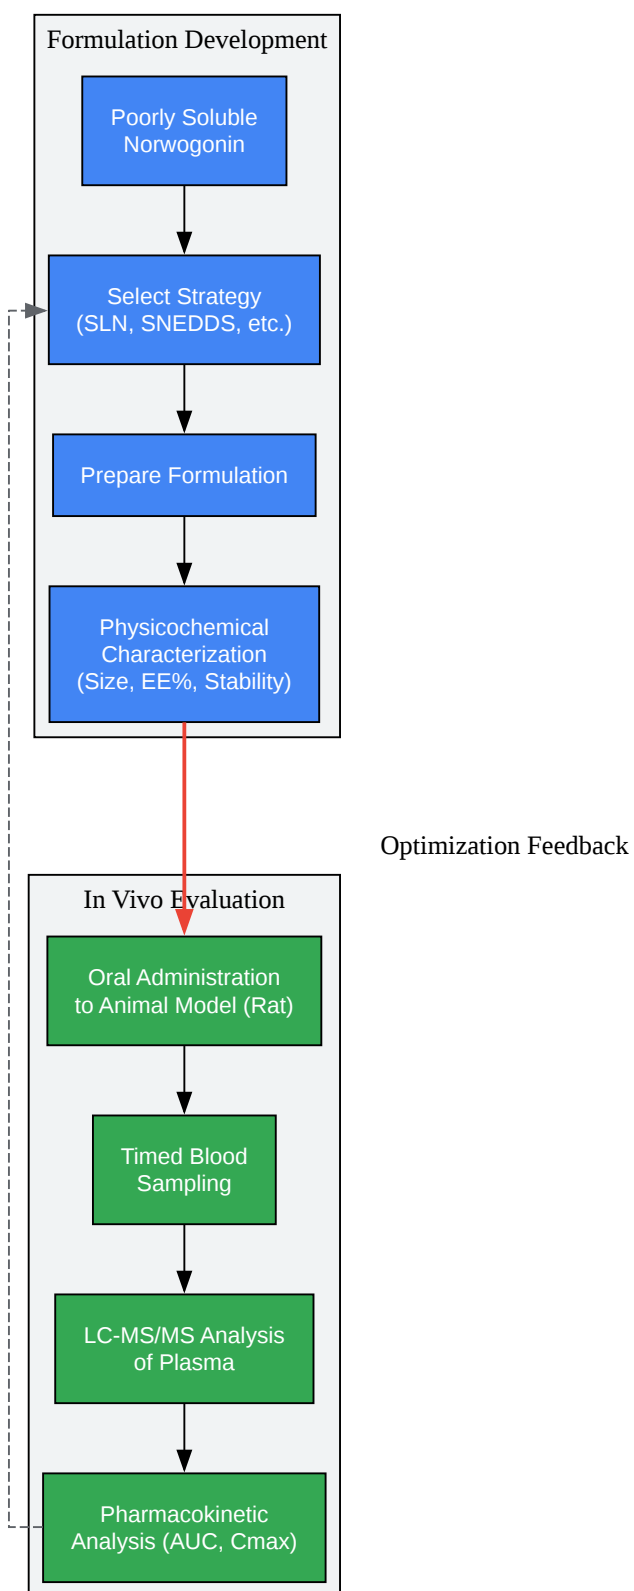 Formulation Development
Poorly Soluble
Norwogonin
Select Strategy
(SLN, SNEDDS, etc.)
Prepare Formulation
Physicochemical
Characterization
(Size, EE%, Stability)
Optimization Feedback
In Vivo Evaluation
Oral Administration
to Animal Model (Rat)
Timed Blood
Sampling
LC-MS/MS Analysis
of Plasma
Pharmacokinetic
Analysis (AUC, Cmax)